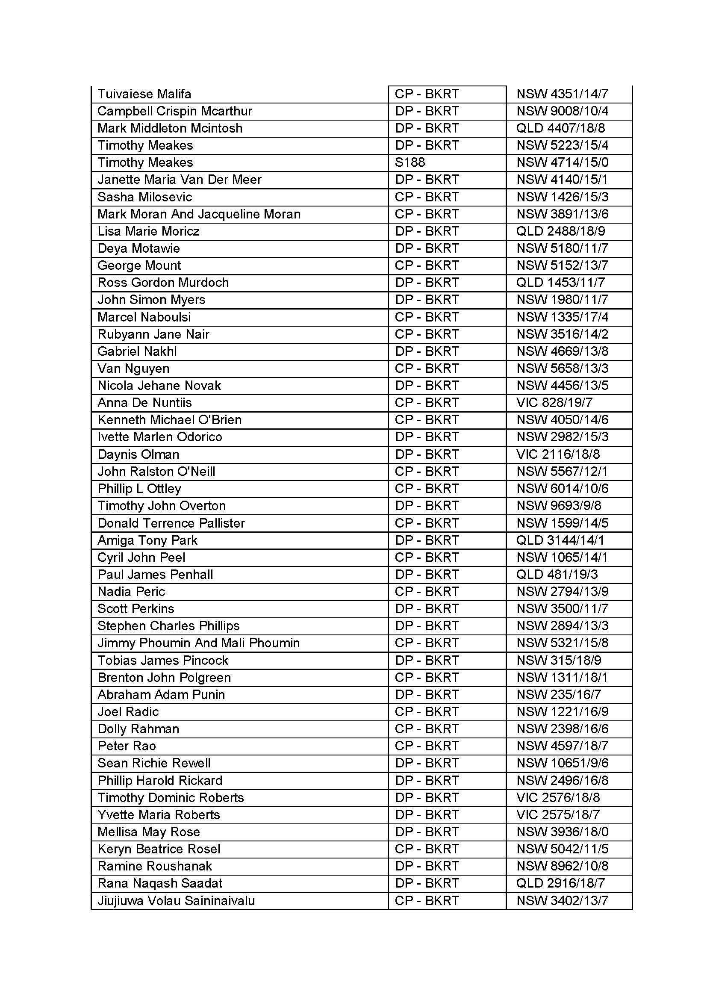 Tuivaiese Malifa CP - BKRT NSW 4351/14/7
Campbell Crispin Mcarthur DP - BKRT NSW 9008/10/4
Mark Middleton Mcintosh DP - BKRT QLD 4407/18/8
Timothy Meakes DP - BKRT NSW 5223/15/4
Timothy Meakes S188 NSW 4714/15/0
Janette Maria Van Der Meer DP - BKRT NSW 4140/15/1
Sasha Milosevic CP - BKRT NSW 1426/15/3
Mark Moran And Jacqueline Moran CP - BKRT NSW 3891/13/6
Lisa Marie Moricz DP - BKRT QLD 2488/18/9
Deya Motawie DP - BKRT NSW 5180/11/7
George Mount CP - BKRT NSW 5152/13/7
Ross Gordon Murdoch DP - BKRT QLD 1453/11/7
John Simon Myers DP - BKRT NSW 1980/11/7
Marcel Naboulsi CP - BKRT NSW 1335/17/4
Rubyann Jane Nair CP - BKRT NSW 3516/14/2
Gabriel Nakhl DP - BKRT NSW 4669/13/8
Van Nguyen CP - BKRT NSW 5658/13/3
Nicola Jehane Novak DP - BKRT NSW 4456/13/5
Anna De Nuntiis CP - BKRT VIC 828/19/7
Kenneth Michael O'Brien CP - BKRT NSW 4050/14/6
Ivette Marlen Odorico DP - BKRT NSW 2982/15/3
Daynis Olman DP - BKRT VIC 2116/18/8
John Ralston O'Neill CP - BKRT NSW 5567/12/1
Phillip L Ottley CP - BKRT NSW 6014/10/6
Timothy John Overton DP - BKRT NSW 9693/9/8
Donald Terrence Pallister CP - BKRT NSW 1599/14/5
Amiga Tony Park DP - BKRT QLD 3144/14/1
Cyril John Peel CP - BKRT NSW 1065/14/1
Paul James Penhall DP - BKRT QLD 481/19/3
Nadia Peric CP - BKRT NSW 2794/13/9
Scott Perkins DP - BKRT NSW 3500/11/7
Stephen Charles Phillips DP - BKRT NSW 2894/13/3
Jimmy Phoumin And Mali Phoumin CP - BKRT NSW 5321/15/8
Tobias James Pincock DP - BKRT NSW 315/18/9
Brenton John Polgreen CP - BKRT NSW 1311/18/1
Abraham Adam Punin DP - BKRT NSW 235/16/7
Joel Radic CP - BKRT NSW 1221/16/9
Dolly Rahman CP - BKRT NSW 2398/16/6
Peter Rao CP - BKRT NSW 4597/18/7
Sean Richie Rewell DP - BKRT NSW 10651/9/6
Phillip Harold Rickard DP - BKRT NSW 2496/16/8
Timothy Dominic Roberts DP - BKRT VIC 2576/18/8
Yvette Maria Roberts DP - BKRT VIC 2575/18/7
Mellisa May Rose DP - BKRT NSW 3936/18/0
Keryn Beatrice Rosel CP - BKRT NSW 5042/11/5
Ramine Roushanak DP - BKRT NSW 8962/10/8
Rana Naqash Saadat DP - BKRT QLD 2916/18/7
Jiujiuwa Volau Saininaivalu CP - BKRT NSW 3402/13/7